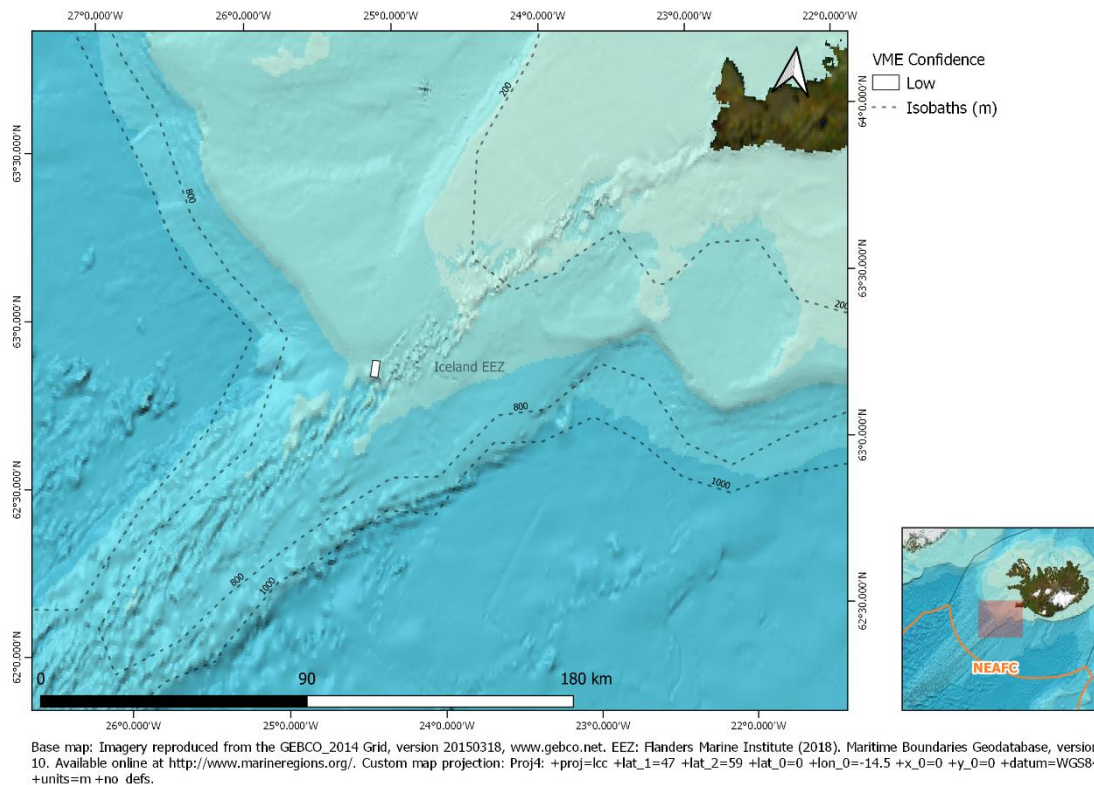 27°0.000'W 26°0.000'W 25°0.000'W 24°0.000'W 23°0.000'W 22°0.000'W
VME Confidence
Low
Isobaths (m)
200
64°0.000'N
63°30.000'N
800
63°30.000'N
200
63°0.000'N
Iceland EEZ
800
63°0.000'N
1000
62°30.000'N
800
1000
62°30.000'N
62°0.000'N
0 90 180 km
NEAFC
26°0.000'W 25°0.000'W 24°0.000'W 23°0.000'W 22°0.000'W
Base map: Imagery reproduced from the GEBCO_2014 Grid, version 20150318, www.gebco.net. EEZ: Flanders Marine Institute (2018). Maritime Boundaries Geodatabase, version
10. Available online at http://www.marineregions.org/. Custom map projection: Proj4: +proj=lcc +lat_1=47 +lat_2=59 +lat_0=0 +lon_0=-14.5 +x_0=0 +y_0=0 +datum=WGS84
+units=m +no_defs.